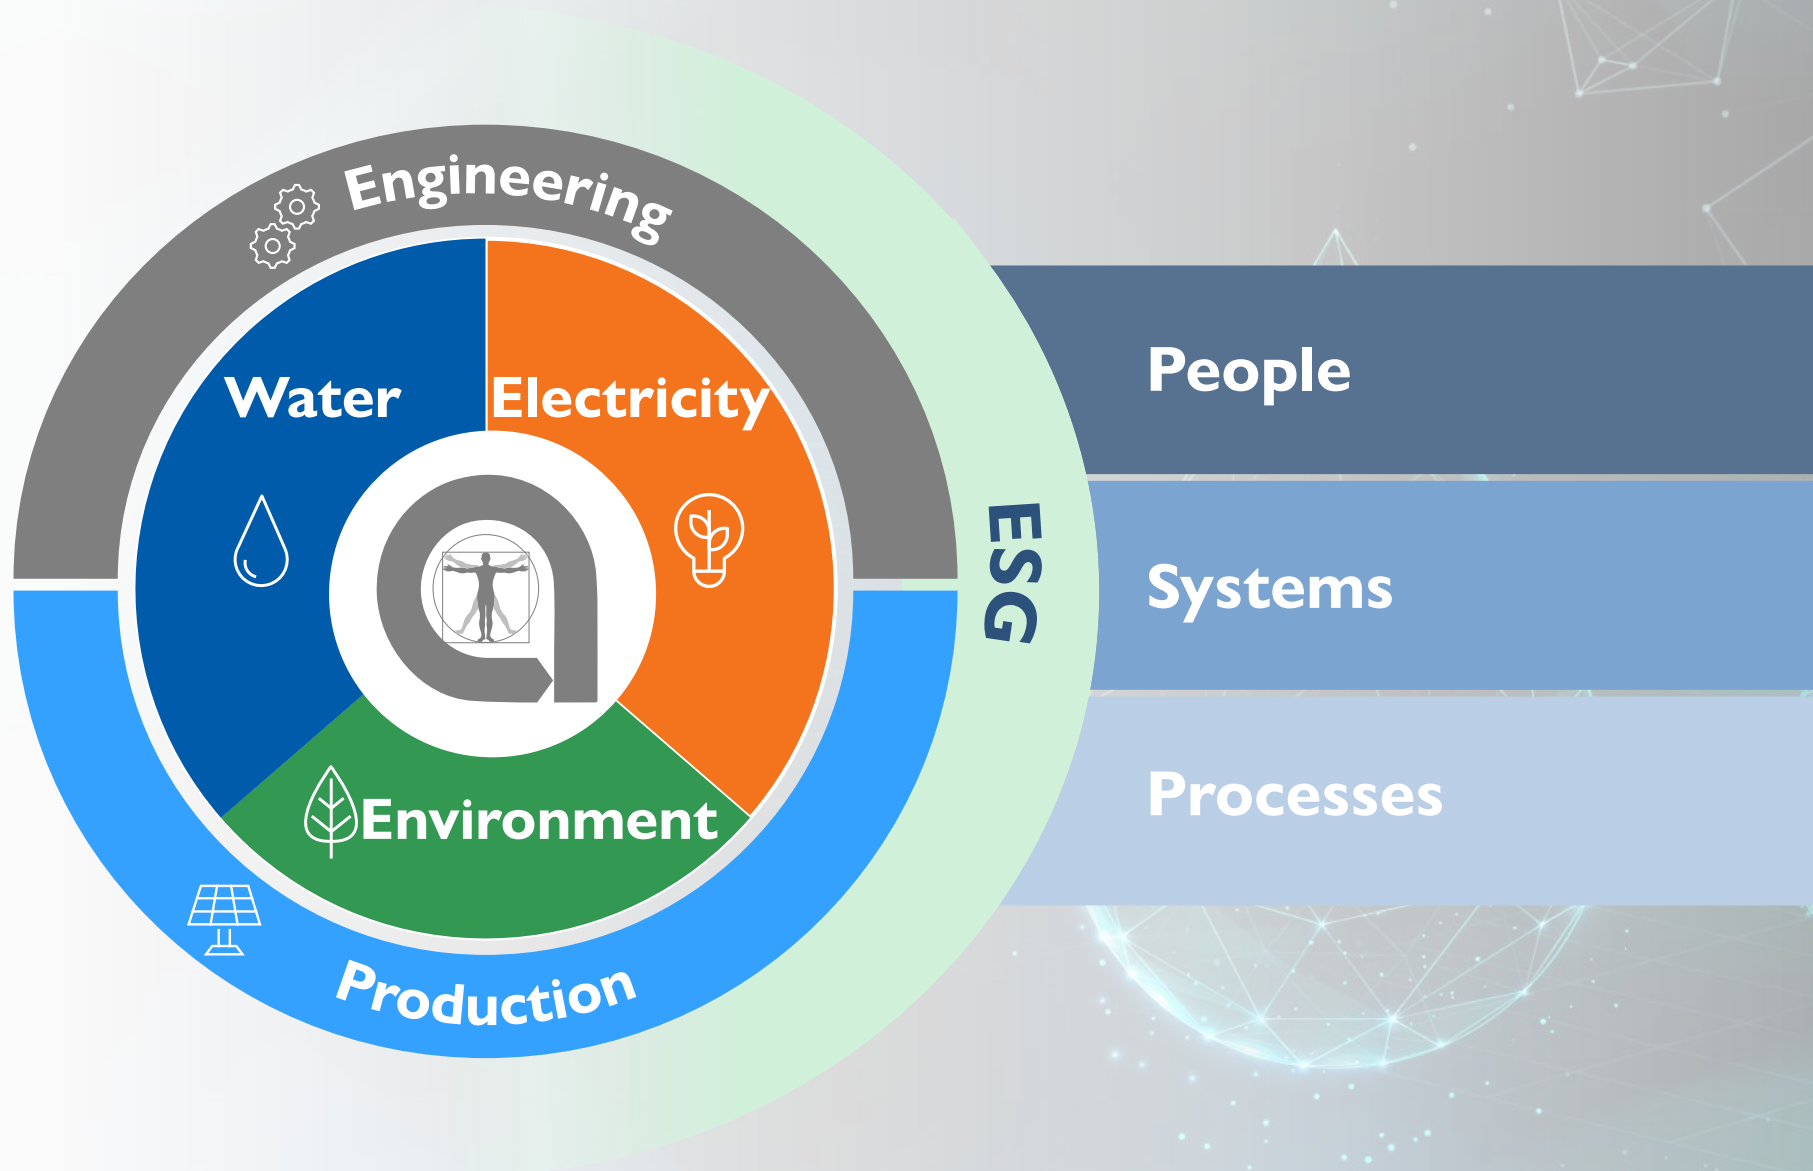 Engineering
Water
Electricity
Environment
Production
ESG
People
Systems
Processes